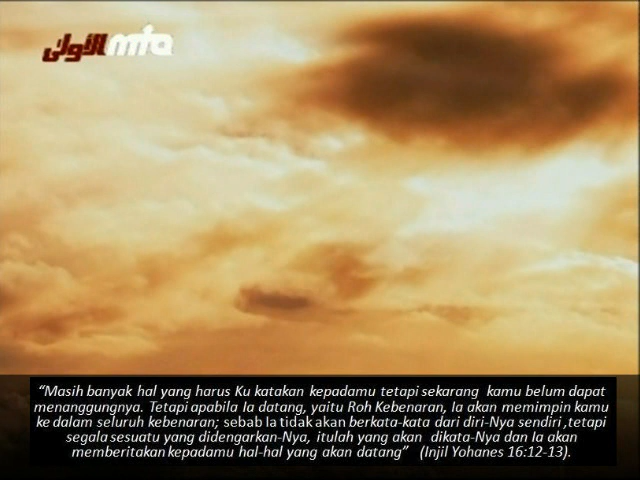 الأولى mta
“Masih banyak hal yang harus Ku katakan kepadamu tetapi sekarang kamu belum dapat
menanggungnya. Tetapi apabila Ia datang, yaitu Roh Kebenaran, Ia akan memimpin kamu
ke dalam seluruh kebenaran; sebab Ia tidak akan berkata-kata dari diri-Nya sendiri ,tetapi
segala sesuatu yang didengarkan-Nya, itulah yang akan dikata-Nya dan Ia akan
memberitakan kepadamu hal-hal yang akan datang” (Injil Yohanes 16:12-13).